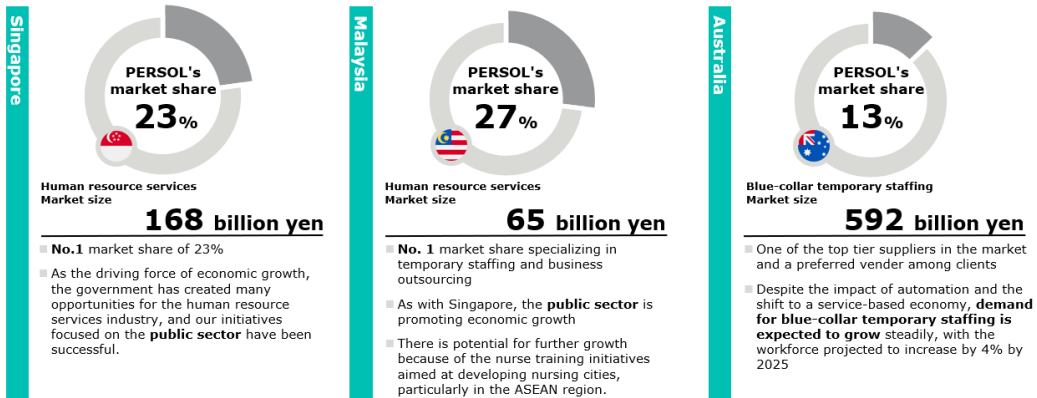 Singapore
PERSOL's
market share
23%
Human resource services
Market size
168 billion yen
No.1 market share of 23%
As the driving force of economic growth,
the government has created many
opportunities for the human resource
services industry, and our initiatives
focused on the public sector have been
successful.
Malaysia
PERSOL's
market share
27%
Human resource services
Market size
65 billion yen
No. 1 market share specializing in
temporary staffing and business
outsourcing
As with Singapore, the public sector is
promoting economic growth
There is potential for further growth
because of the nurse training initiatives
aimed at developing nursing cities,
particularly in the ASEAN region.
Australia
PERSOL's
market share
13%
Blue-collar temporary staffing
Market size
592 billion yen
One of the top tier suppliers in the market
and a preferred vender among clients
Despite the impact of automation and the
shift to a service-based economy, demand
for blue-collar temporary staffing is
expected to grow steadily, with the
workforce projected to increase by 4% by
2025